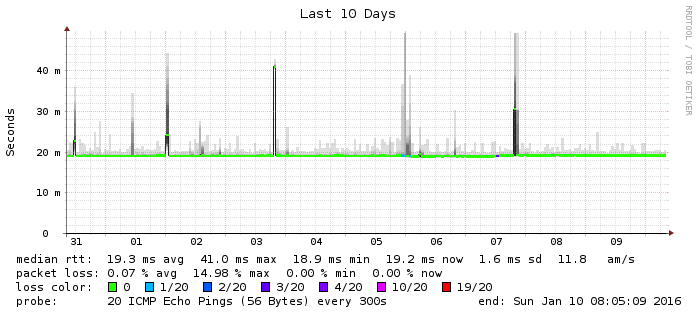 Last 10 Days
RRDTOOL / TOBI OETIKER
Seconds
40 m
30 m
20 m
10 m
0
31 01 02 03 04 05 06 07 08 09
median rtt: 19.3 ms avg 41.0 ms max 18.9 ms min 19.2 ms now 1.6 ms sd 11.8 am/s
packet loss: 0.07 % avg 14.98 % max 0.00 % min 0.00 % now
loss color: 0 1/20 2/20 3/20 4/20 10/20 19/20
probe: 20 ICMP Echo Pings (56 Bytes) every 300s end: Sun Jan 10 08:05:09 2016